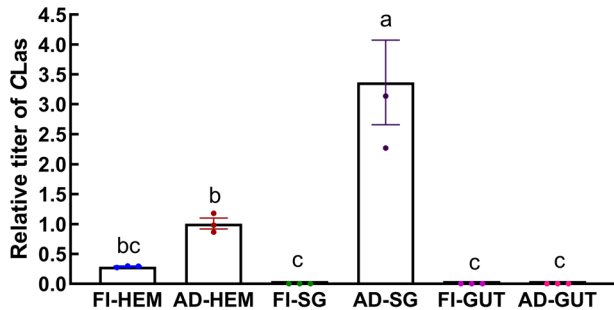 Relative titer of CLas
4.5
4.0
3.5
3.0
2.5
2.0
1.5
1.0
0.5
0.0
bc
b
c
a
c
c
FI-HEM AD-HEM FI-SG AD-SG FI-GUT AD-GUT